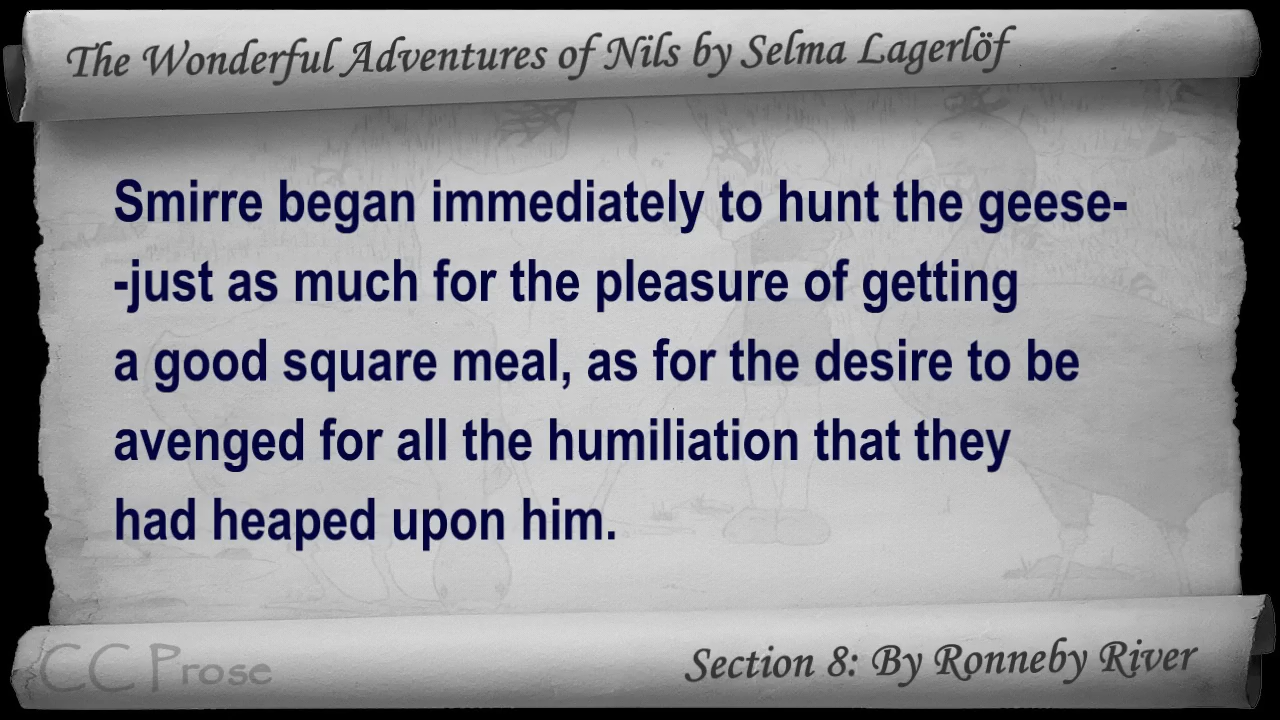 The Wonderful Adventures of Nils by Selma Lagerlöf
Smirre began immediately to hunt the geese-
-just as much for the pleasure of getting
a good square meal, as for the desire to be
avenged for all the humiliation that they
had heaped upon him.
CC Prose
Section 8: By Ronneby River